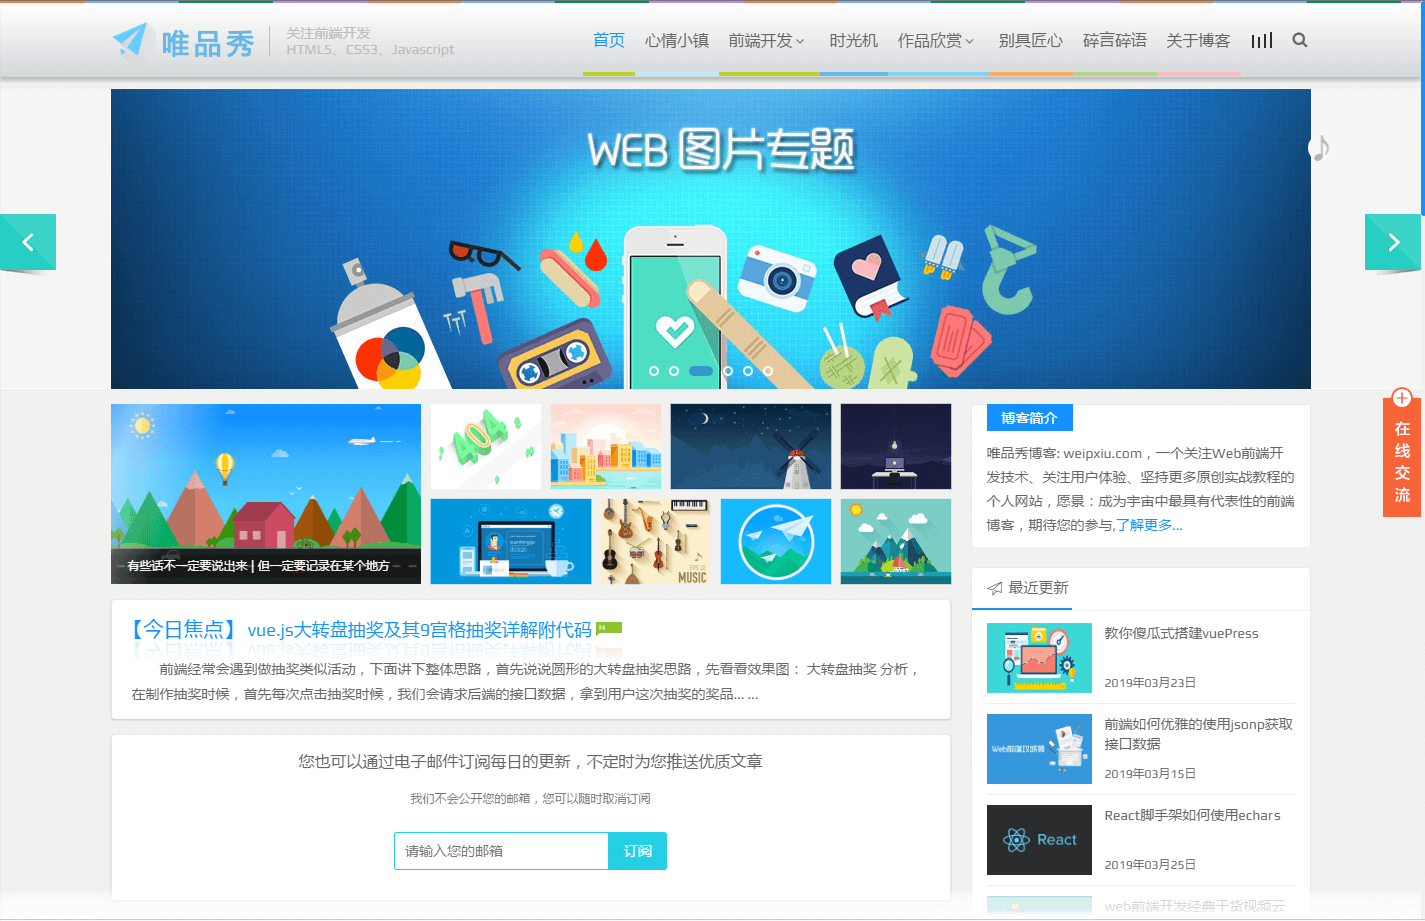 唯品秀
关注前端开发
HTML5、CSS3、Javascript
首页 心情小镇 前端开发 时光机 作品欣赏 别具匠心 碎言碎语 关于博客
WEB 图片专题
在线交流
404
有些话不一定要说出来 | 但一定要记录在某个地方
MUSIC
博客简介
唯品秀博客: weipxiu.com，一个关注Web前端开
发技术、关注用户体验、坚持更多原创实战教程的
个人网站，愿景：成为宇宙中最具有代表性的前端
博客，期待您的参与,了解更多...
【今日焦点】 vue.js大转盘抽奖及其9宫格抽奖详解附代码
前端经常会遇到做抽奖类似活动，下面讲下整体思路，首先说说圆形的大转盘抽奖思路，先看看效果图： 大转盘抽奖 分析，
在制作抽奖时候，首先每次点击抽奖时候，我们会请求后端的接口数据，拿到用户这次抽奖的奖品... ...
您也可以通过电子邮件订阅每日的更新，不定时为您推送优质文章
我们不会公开您的邮箱，您可以随时取消订阅
请输入您的邮箱 订阅
最近更新
教你傻瓜式搭建vuePress
2019年03月23日
前端如何优雅的使用jsonp获取
接口数据
2019年03月15日
React
React脚手架如何使用echars
2019年03月25日
web前端开发经典干货视频云